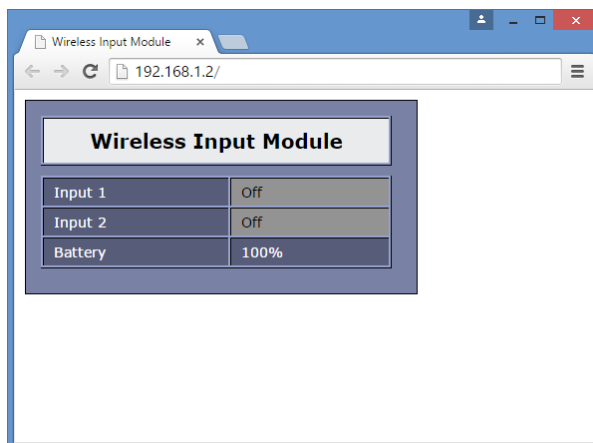 Wireless Input Module
192.168.1.2/
Wireless Input Module
Input 1 Off
Input 2 Off
Battery 100%